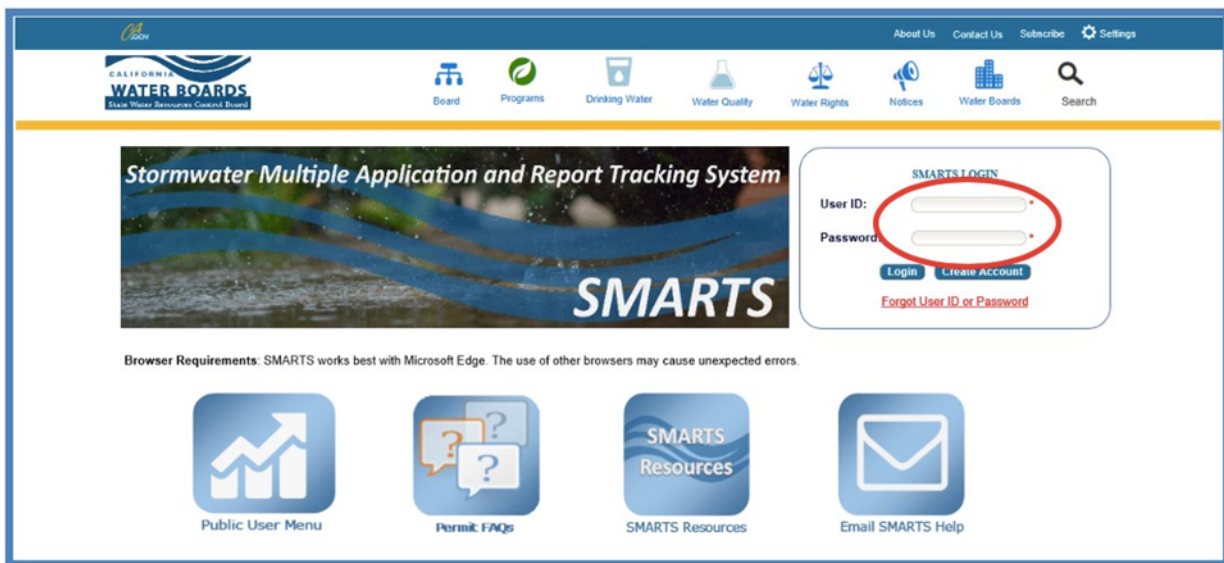 CA.GOV
About Us Contact Us Subscribe Settings
CALIFORNIA
WATER BOARDS
State Water Resources Control Board
Board Programs Drinking Water Water Quality Water Rights Notices Water Boards Search
Stormwater Multiple Application and Report Tracking System
SMARTS
SMARTS LOGIN
User ID: *
Password: *
Login Create Account
Forgot User ID or Password
Browser Requirements: SMARTS works best with Microsoft Edge. The use of other browsers may cause unexpected errors.
? ? ?
SMARTS
Resources
Public User Menu Permit FAQs SMARTS Resources Email SMARTS Help